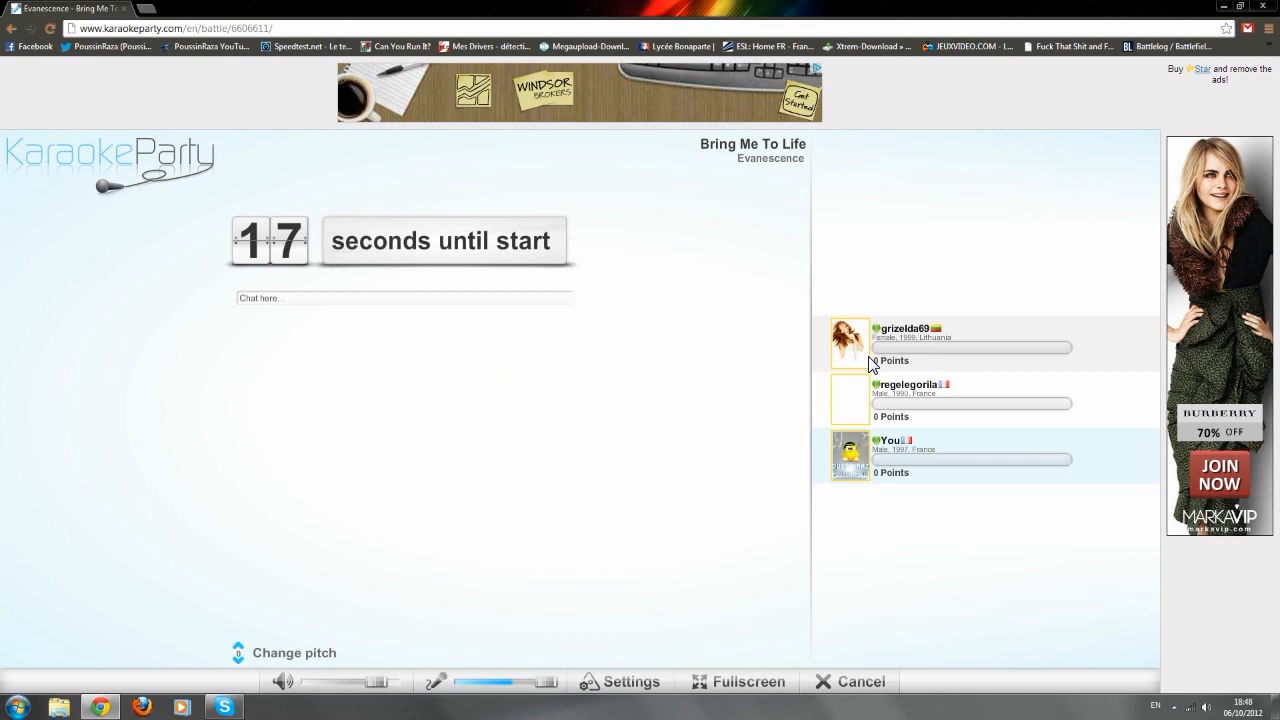 Evanescence - Bring Me To
www.karaokeparty.com/en/battle/6606611/
Facebook
PoussinRaza (Poussi...
PoussinRaza YouTu...
Speedtest.net - Le te...
Can You Run It?
Mes Drivers - détecti...
Megaupload-Downl...
Lycée Bonaparte |
ESL: Home FR - Fran...
Xtrem-Download » ...
JEUXVIDEO.COM - L...
Fuck That Shit and F...
Battlelog / Battlefiel...
WINDSOR
BROKERS
Get
Started
Buy Star and remove the
ads!
KaraokeParty
Bring Me To Life
Evanescence
17 seconds until start
Chat here...
grizelda69
Female, 1999, Lithuania
0 Points
regelegorila
Male, 1990, France
0 Points
You
Male, 1997, France
0 Points
BURBERRY
70% OFF
JOIN
NOW
MARKAVIP
markavip.com
0 Change pitch
Settings
Fullscreen
Cancel
EN
18:48
06/10/2012